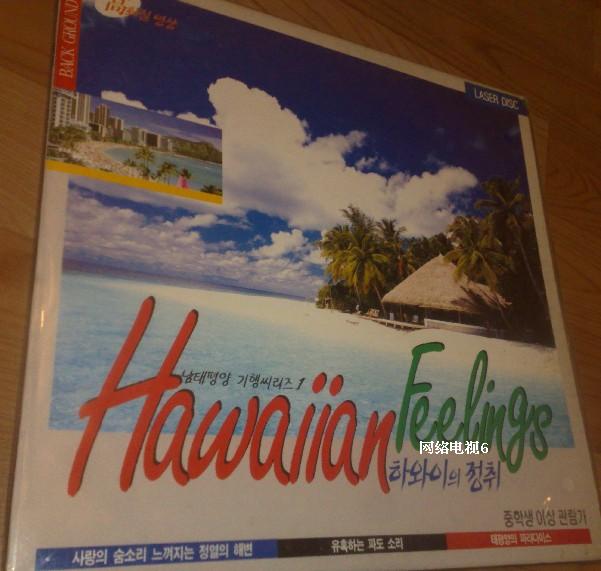 영상
BACK GROUND
LASER DISC
남태평양 기행씨리즈 1
Hawaiian
Feelings
网络电视6
하와이의 정취
중학생 이상 관람가
사랑의 숨소리 느껴지는 정열의 해변
유혹하는 파도 소리
태평양의 파라다이스